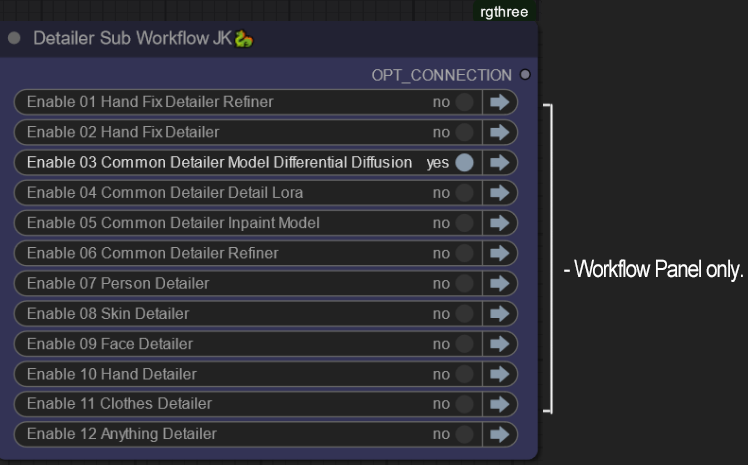 rgthree
Detailer Sub Workflow JK🐉
OPT_CONNECTION
Enable 01 Hand Fix Detailer Refiner no
Enable 02 Hand Fix Detailer no
Enable 03 Common Detailer Model Differential Diffusion yes
Enable 04 Common Detailer Detail Lora no
Enable 05 Common Detailer Inpaint Model no
Enable 06 Common Detailer Refiner no
- Workflow Panel only.
Enable 07 Person Detailer no
Enable 08 Skin Detailer no
Enable 09 Face Detailer no
Enable 10 Hand Detailer no
Enable 11 Clothes Detailer no
Enable 12 Anything Detailer no